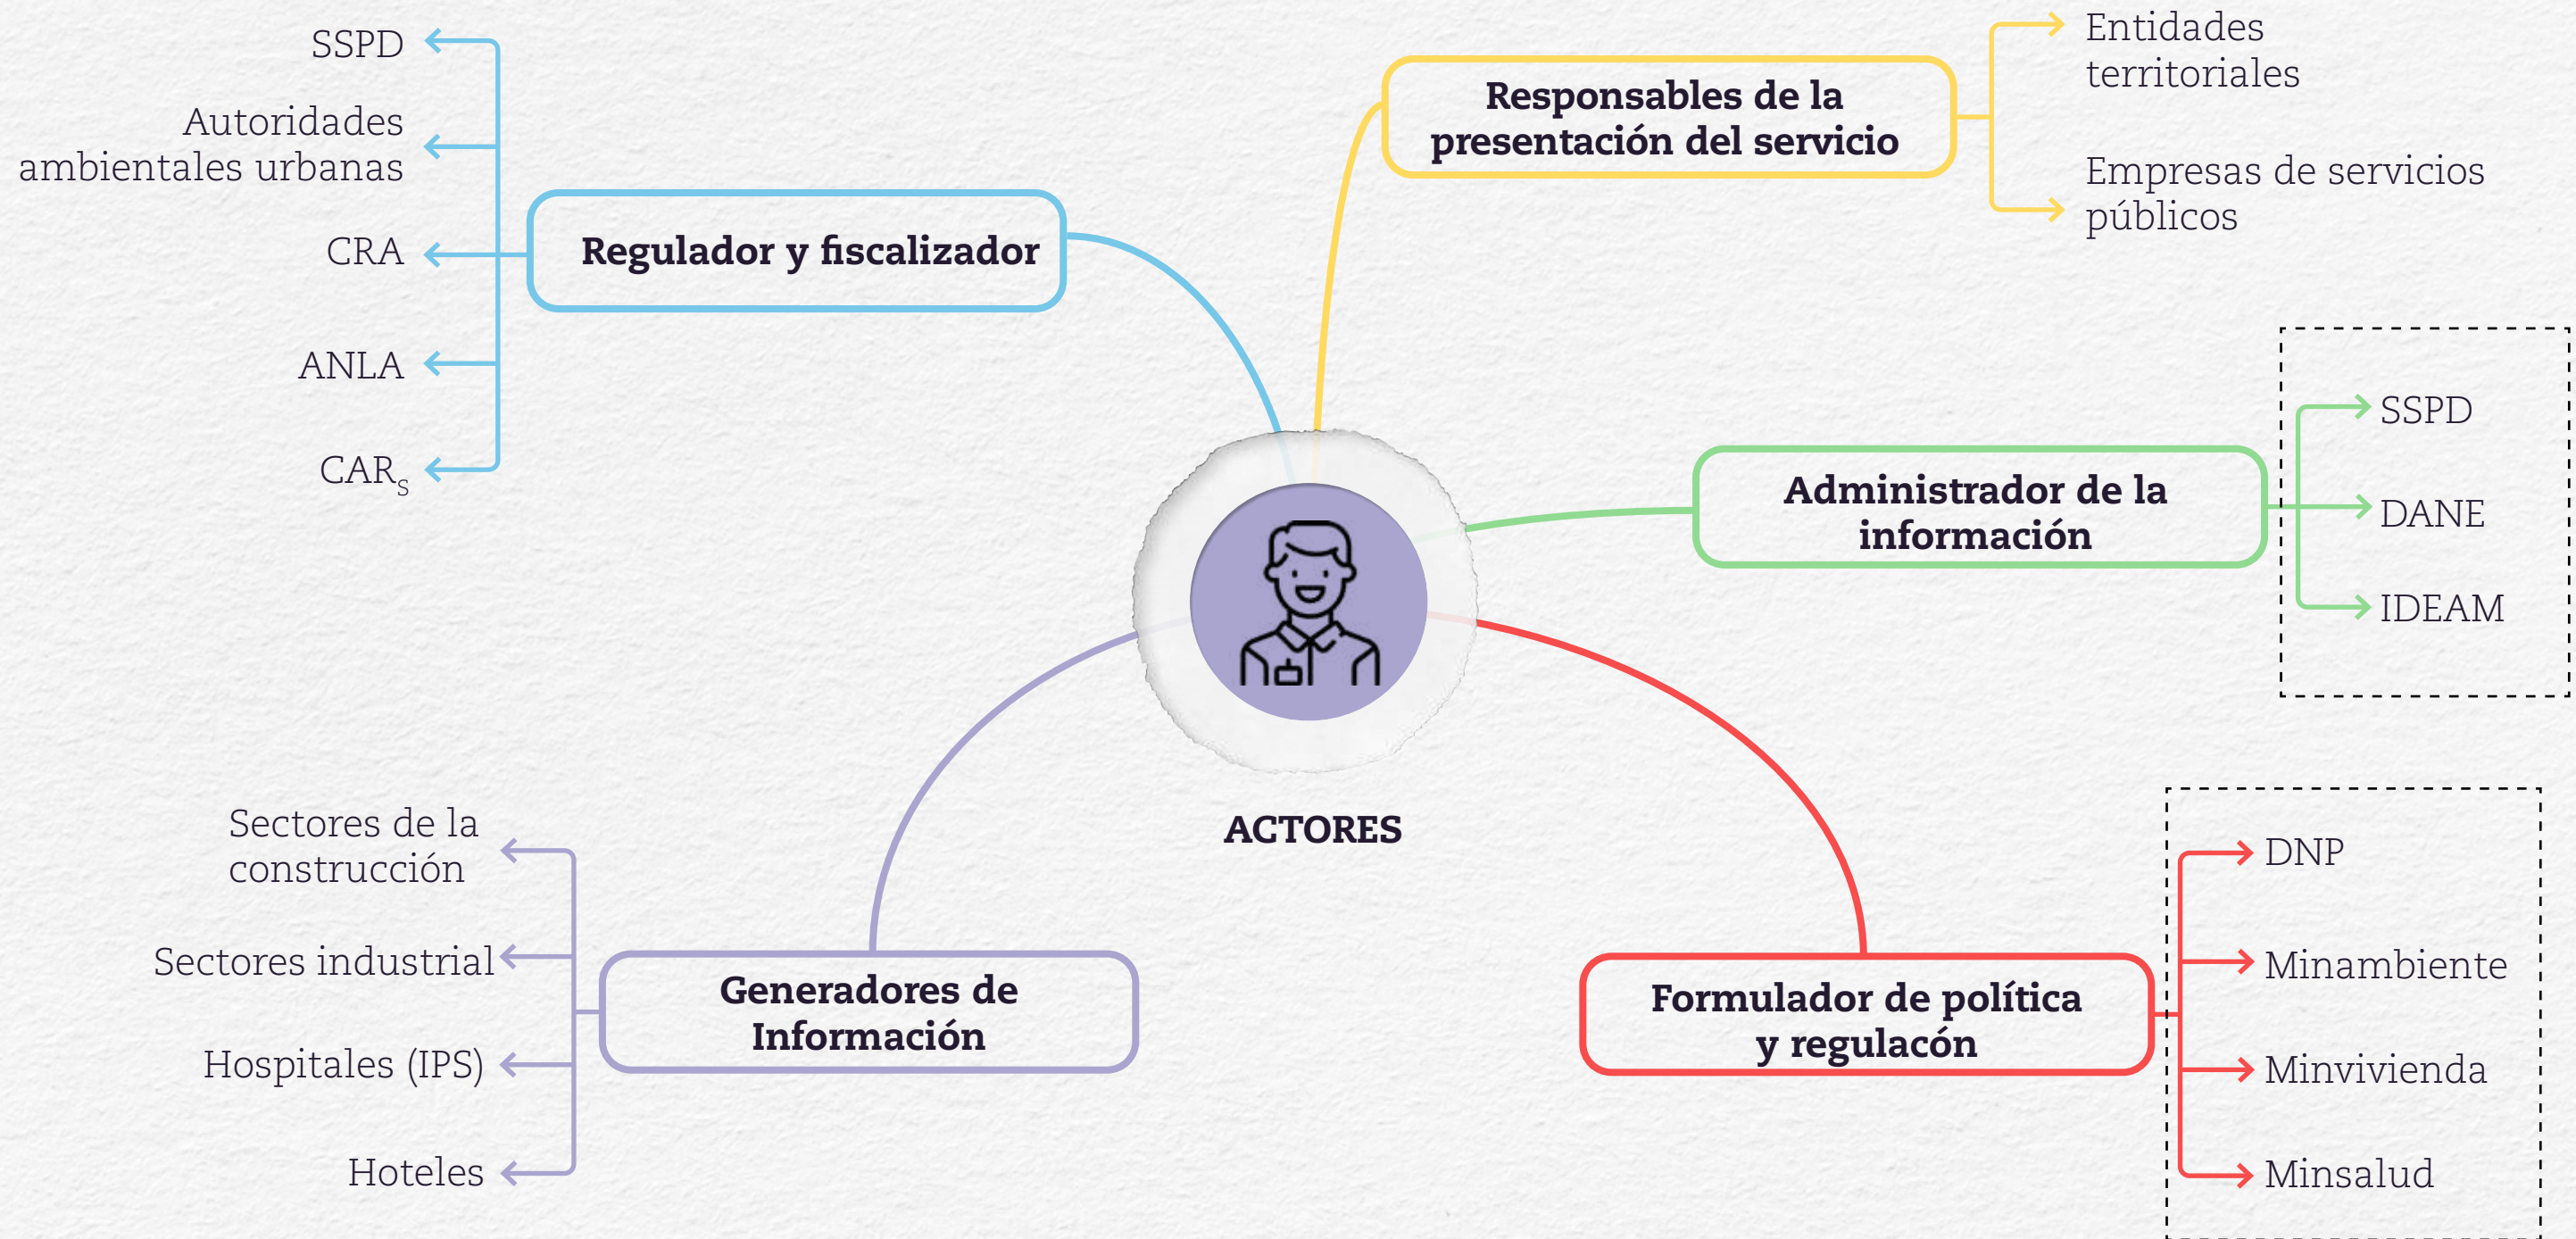 SSPD
Autoridades
ambientales urbanas
CRA
ANLA
CARs
Regulador y fiscalizador
Responsables de la
presentación del servicio
Entidades
territoriales
Empresas de servicios
públicos
Administrador de la
información
SSPD
DANE
IDEAM
ACTORES
Sectores de la
construcción
Sectores industrial
Hospitales (IPS)
Hoteles
Generadores de
Información
Formulador de política
y regulacón
DNP
Minambiente
Minvivienda
Minsalud